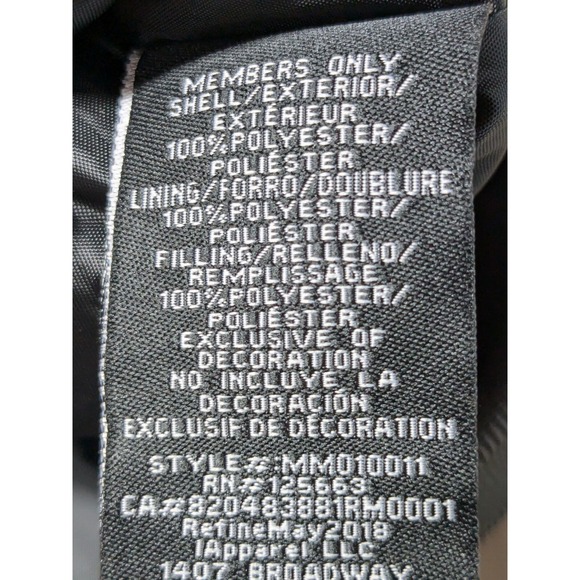 MEMBERS ONLY
SHELL/EXTERIOR/
EXTÉRIEUR
100%POLYESTER/
POLIÉSTER
LINING/FORRO/DOUBLURE
100%POLYESTER/
POLIÉSTER
FILLING/RELLENO/
REMPLISSAGE
100%POLYESTER/
POLIÉSTER
EXCLUSIVE OF
DECORATION
NO INCLUYE LA
DECORACIÓN
EXCLUSIF DE DECORATION
STYLE#:MM010011
RN#:125663
CA#820483881RM0001
RefineMay2018
IApparel LLC
1407 BROADWAY